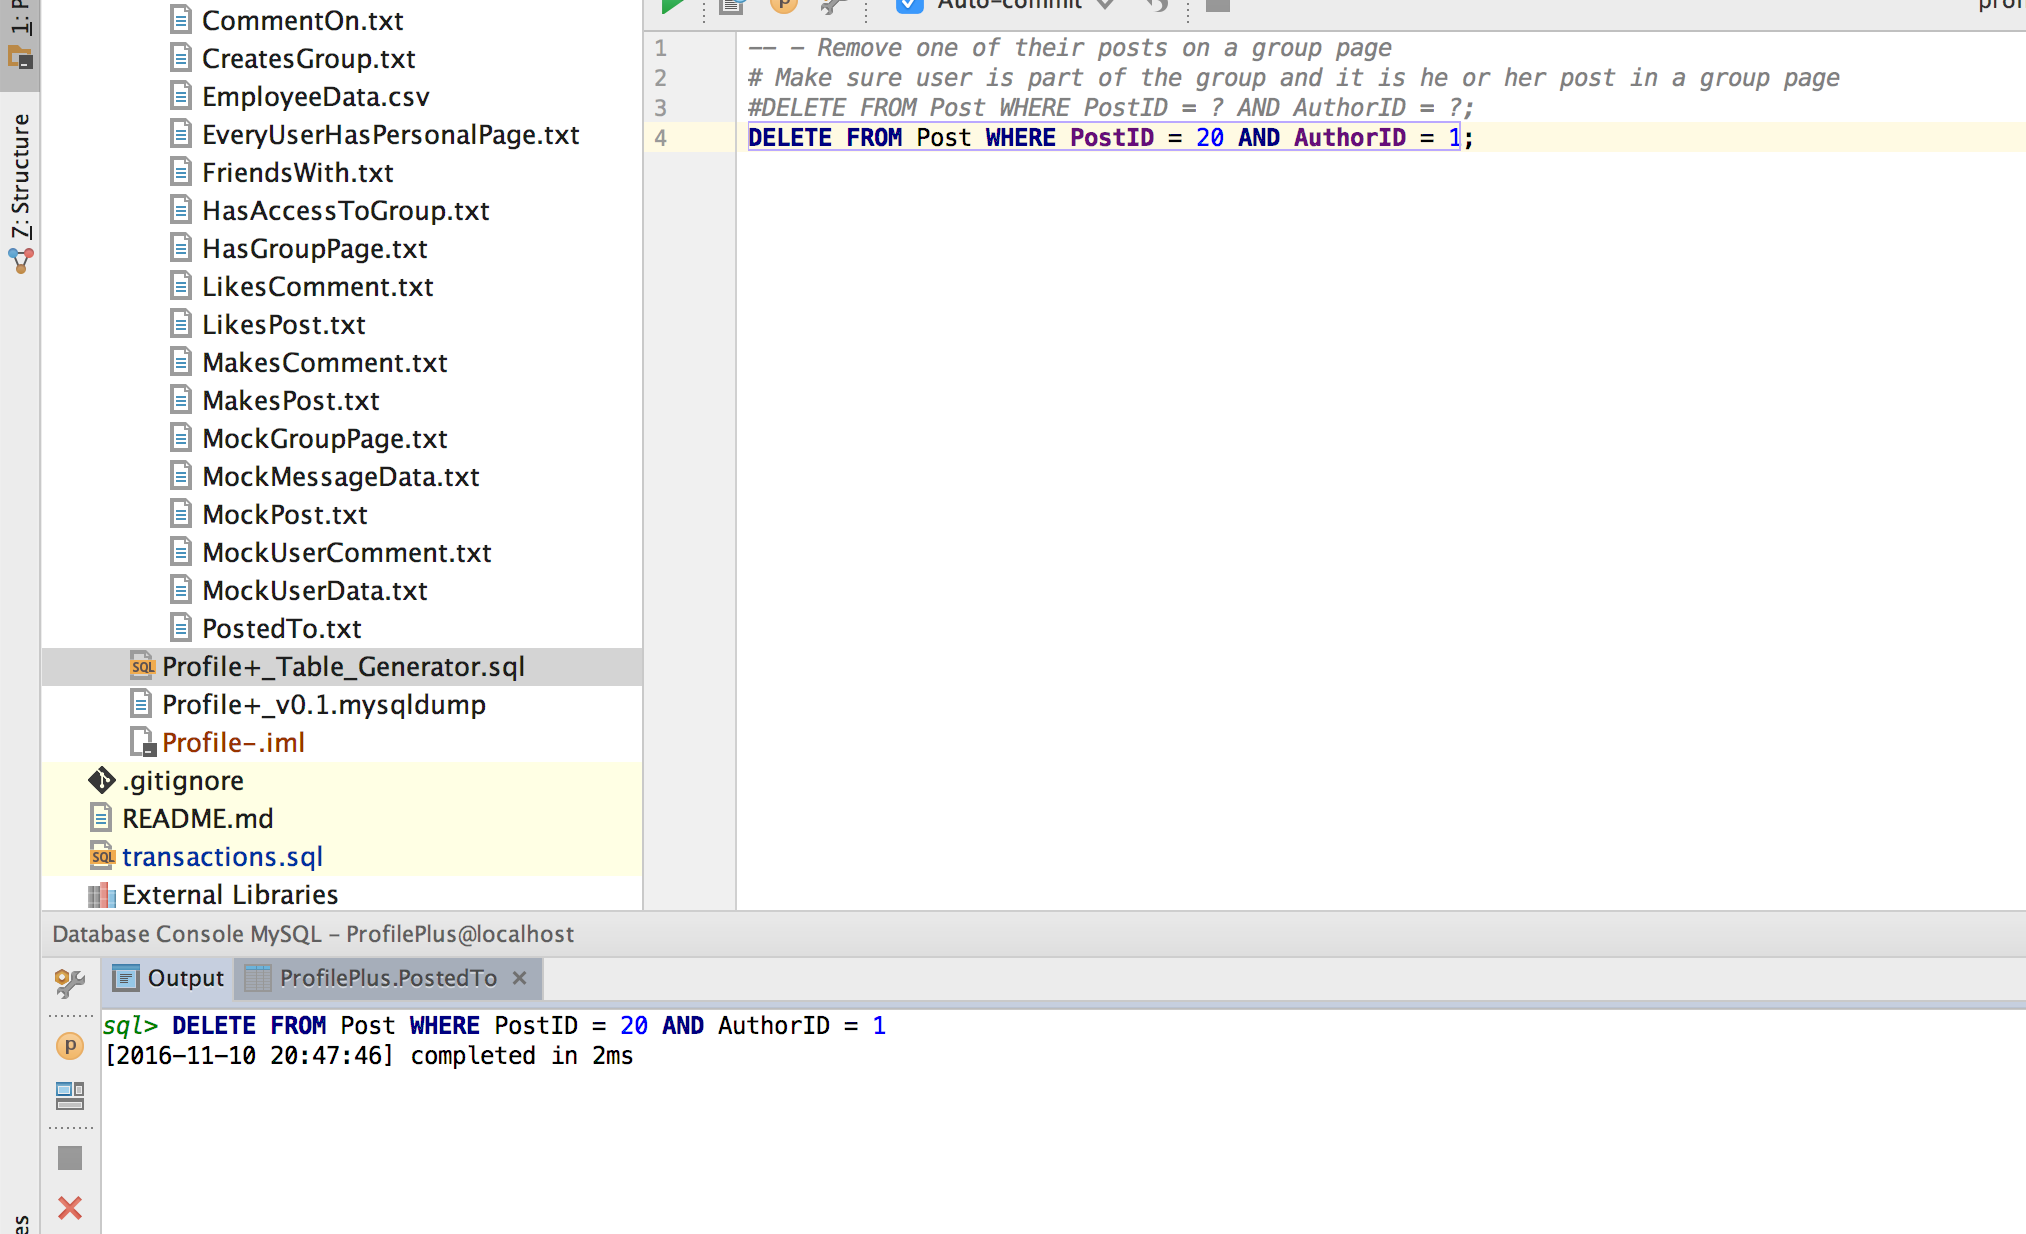 1: P
7: Structure
CommentOn.txt
CreatesGroup.txt
EmployeeData.csv
EveryUserHasPersonalPage.txt
FriendsWith.txt
HasAccessToGroup.txt
HasGroupPage.txt
LikesComment.txt
LikesPost.txt
MakesComment.txt
MakesPost.txt
MockGroupPage.txt
MockMessageData.txt
MockPost.txt
MockUserComment.txt
MockUserData.txt
PostedTo.txt
SQL Profile+_Table_Generator.sql
Profile+_v0.1.mysqldump
Profile-.iml
.gitignore
README.md
SQL transactions.sql
External Libraries
P Auto-commit
1 -- - Remove one of their posts on a group page
2 # Make sure user is part of the group and it is he or her post in a group page
3 #DELETE FROM Post WHERE PostID = ? AND AuthorID = ?;
4 DELETE FROM Post WHERE PostID = 20 AND AuthorID = 1;
Database Console MySQL - ProfilePlus@localhost
Output ProfilePlus.PostedTo
sql> DELETE FROM Post WHERE PostID = 20 AND AuthorID = 1
[2016-11-10 20:47:46] completed in 2ms
P
es